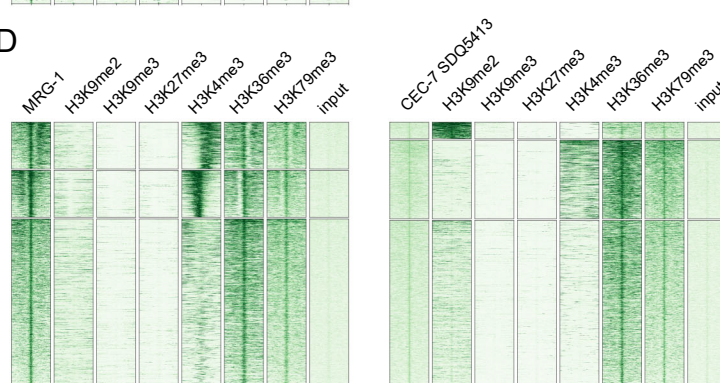 D
MRG-1
H3K9me2
H3K9me3
H3K27me3
H3K4me3
H3K36me3
H3K79me3
input
CEC-7 SDQ5413
H3K9me2
H3K9me3
H3K27me3
H3K4me3
H3K36me3
H3K79me3
input